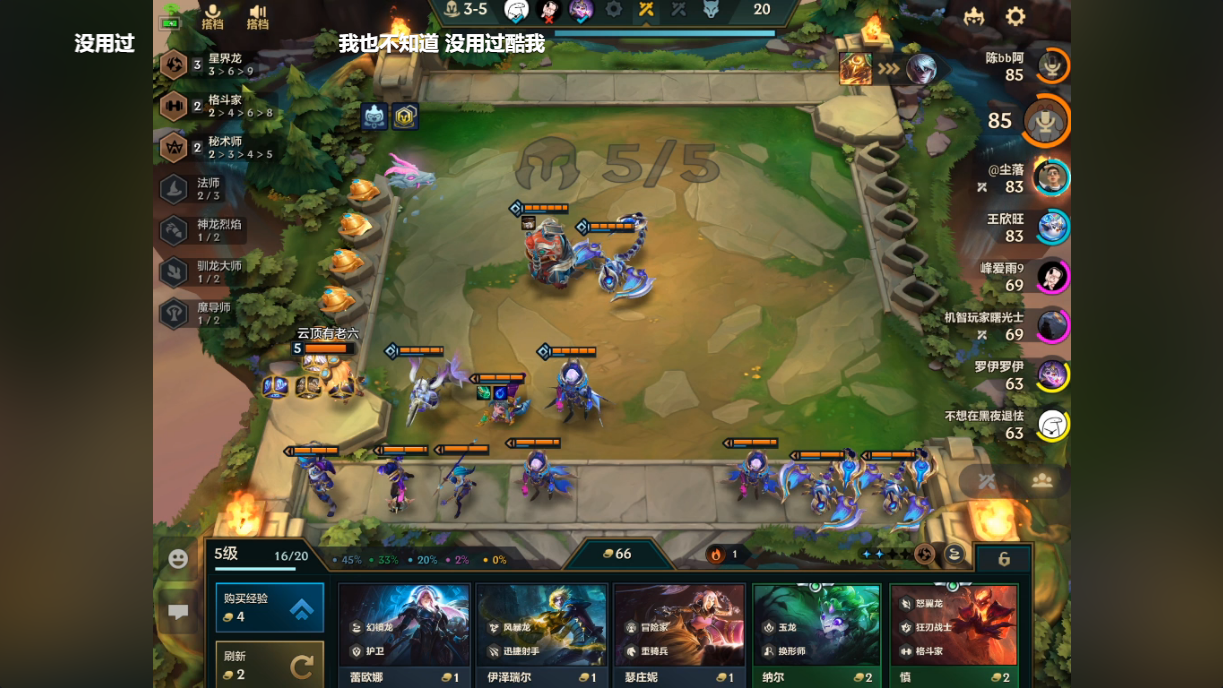 没用过
我也不知道 没用过酷我
搭档
搭档
3-5
20
3 星界龙
3 > 6 > 9
2 格斗家
2 > 4 > 6 > 8
2 秘术师
2 > 3 > 4 > 5
法师
2 / 3
神龙烈焰
1 / 2
驯龙大师
1 / 2
魔导师
1 / 2
5/5
云顶有老六
5
陈bb阿
85
85
@尘落
83
王欣旺
83
峰爱雨9
69
机智玩家曙光士
69
罗伊罗伊
63
不想在黑夜退怯
63
5级
16/20
45% 33% 20% 2% 0%
66
1
6
购买经验
4
刷新
2
幻镜龙
护卫
蕾欧娜 1
风暴龙
迅捷射手
伊泽瑞尔 1
冒险家
重骑兵
瑟庄妮 1
玉龙
换形师
纳尔 2
怒翼龙
狂刃战士
格斗家
慎 2